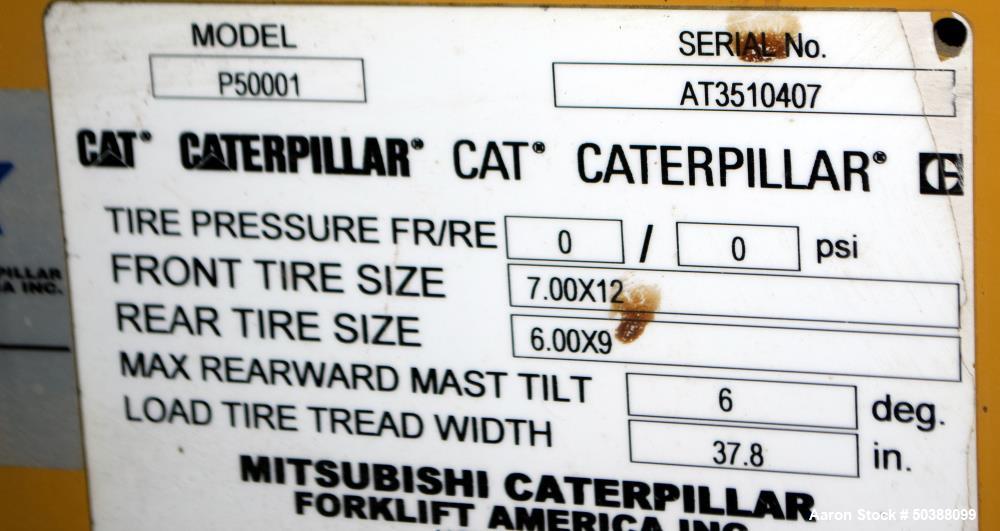 MODEL
SERIAL No.
P50001
AT3510407
CAT® CATERPILLAR® CAT® CATERPILLAR®
TIRE PRESSURE FR/RE 0 / 0 psi
FRONT TIRE SIZE 7.00X12
REAR TIRE SIZE 6.00X9
MAX REARWARD MAST TILT 6 deg.
LOAD TIRE TREAD WIDTH 37.8 in.
MITSUBISHI CATERPILLAR
FORKLIFT AMERICA INC.
PILLAR
A INC.
Aaron Stock # 50388099